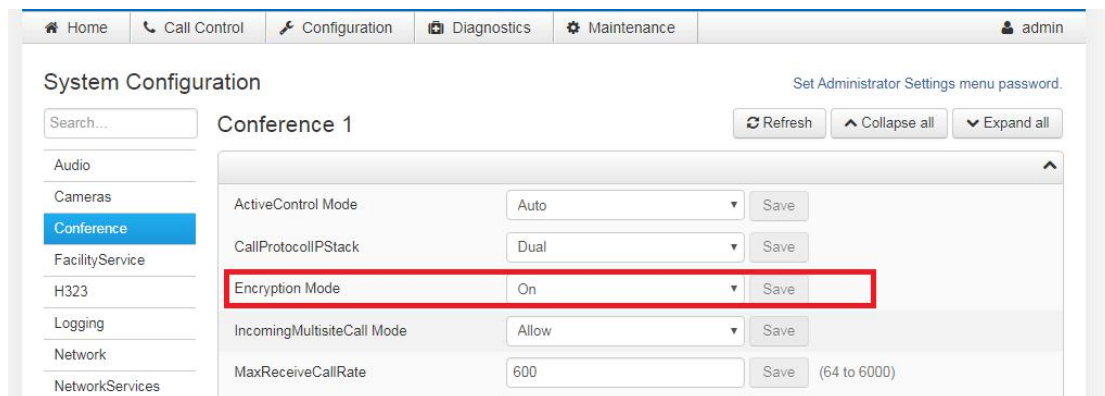 Home Call Control Configuration Diagnostics Maintenance admin
System Configuration
Set Administrator Settings menu password.
Search...
Conference 1
Refresh Collapse all Expand all
Audio
Cameras
Conference
FacilityService
H323
Logging
Network
NetworkServices
ActiveControl Mode Auto Save
CallProtocolIPStack Dual Save
Encryption Mode On Save
IncomingMultisiteCall Mode Allow Save
MaxReceiveCallRate 600 Save (64 to 6000)